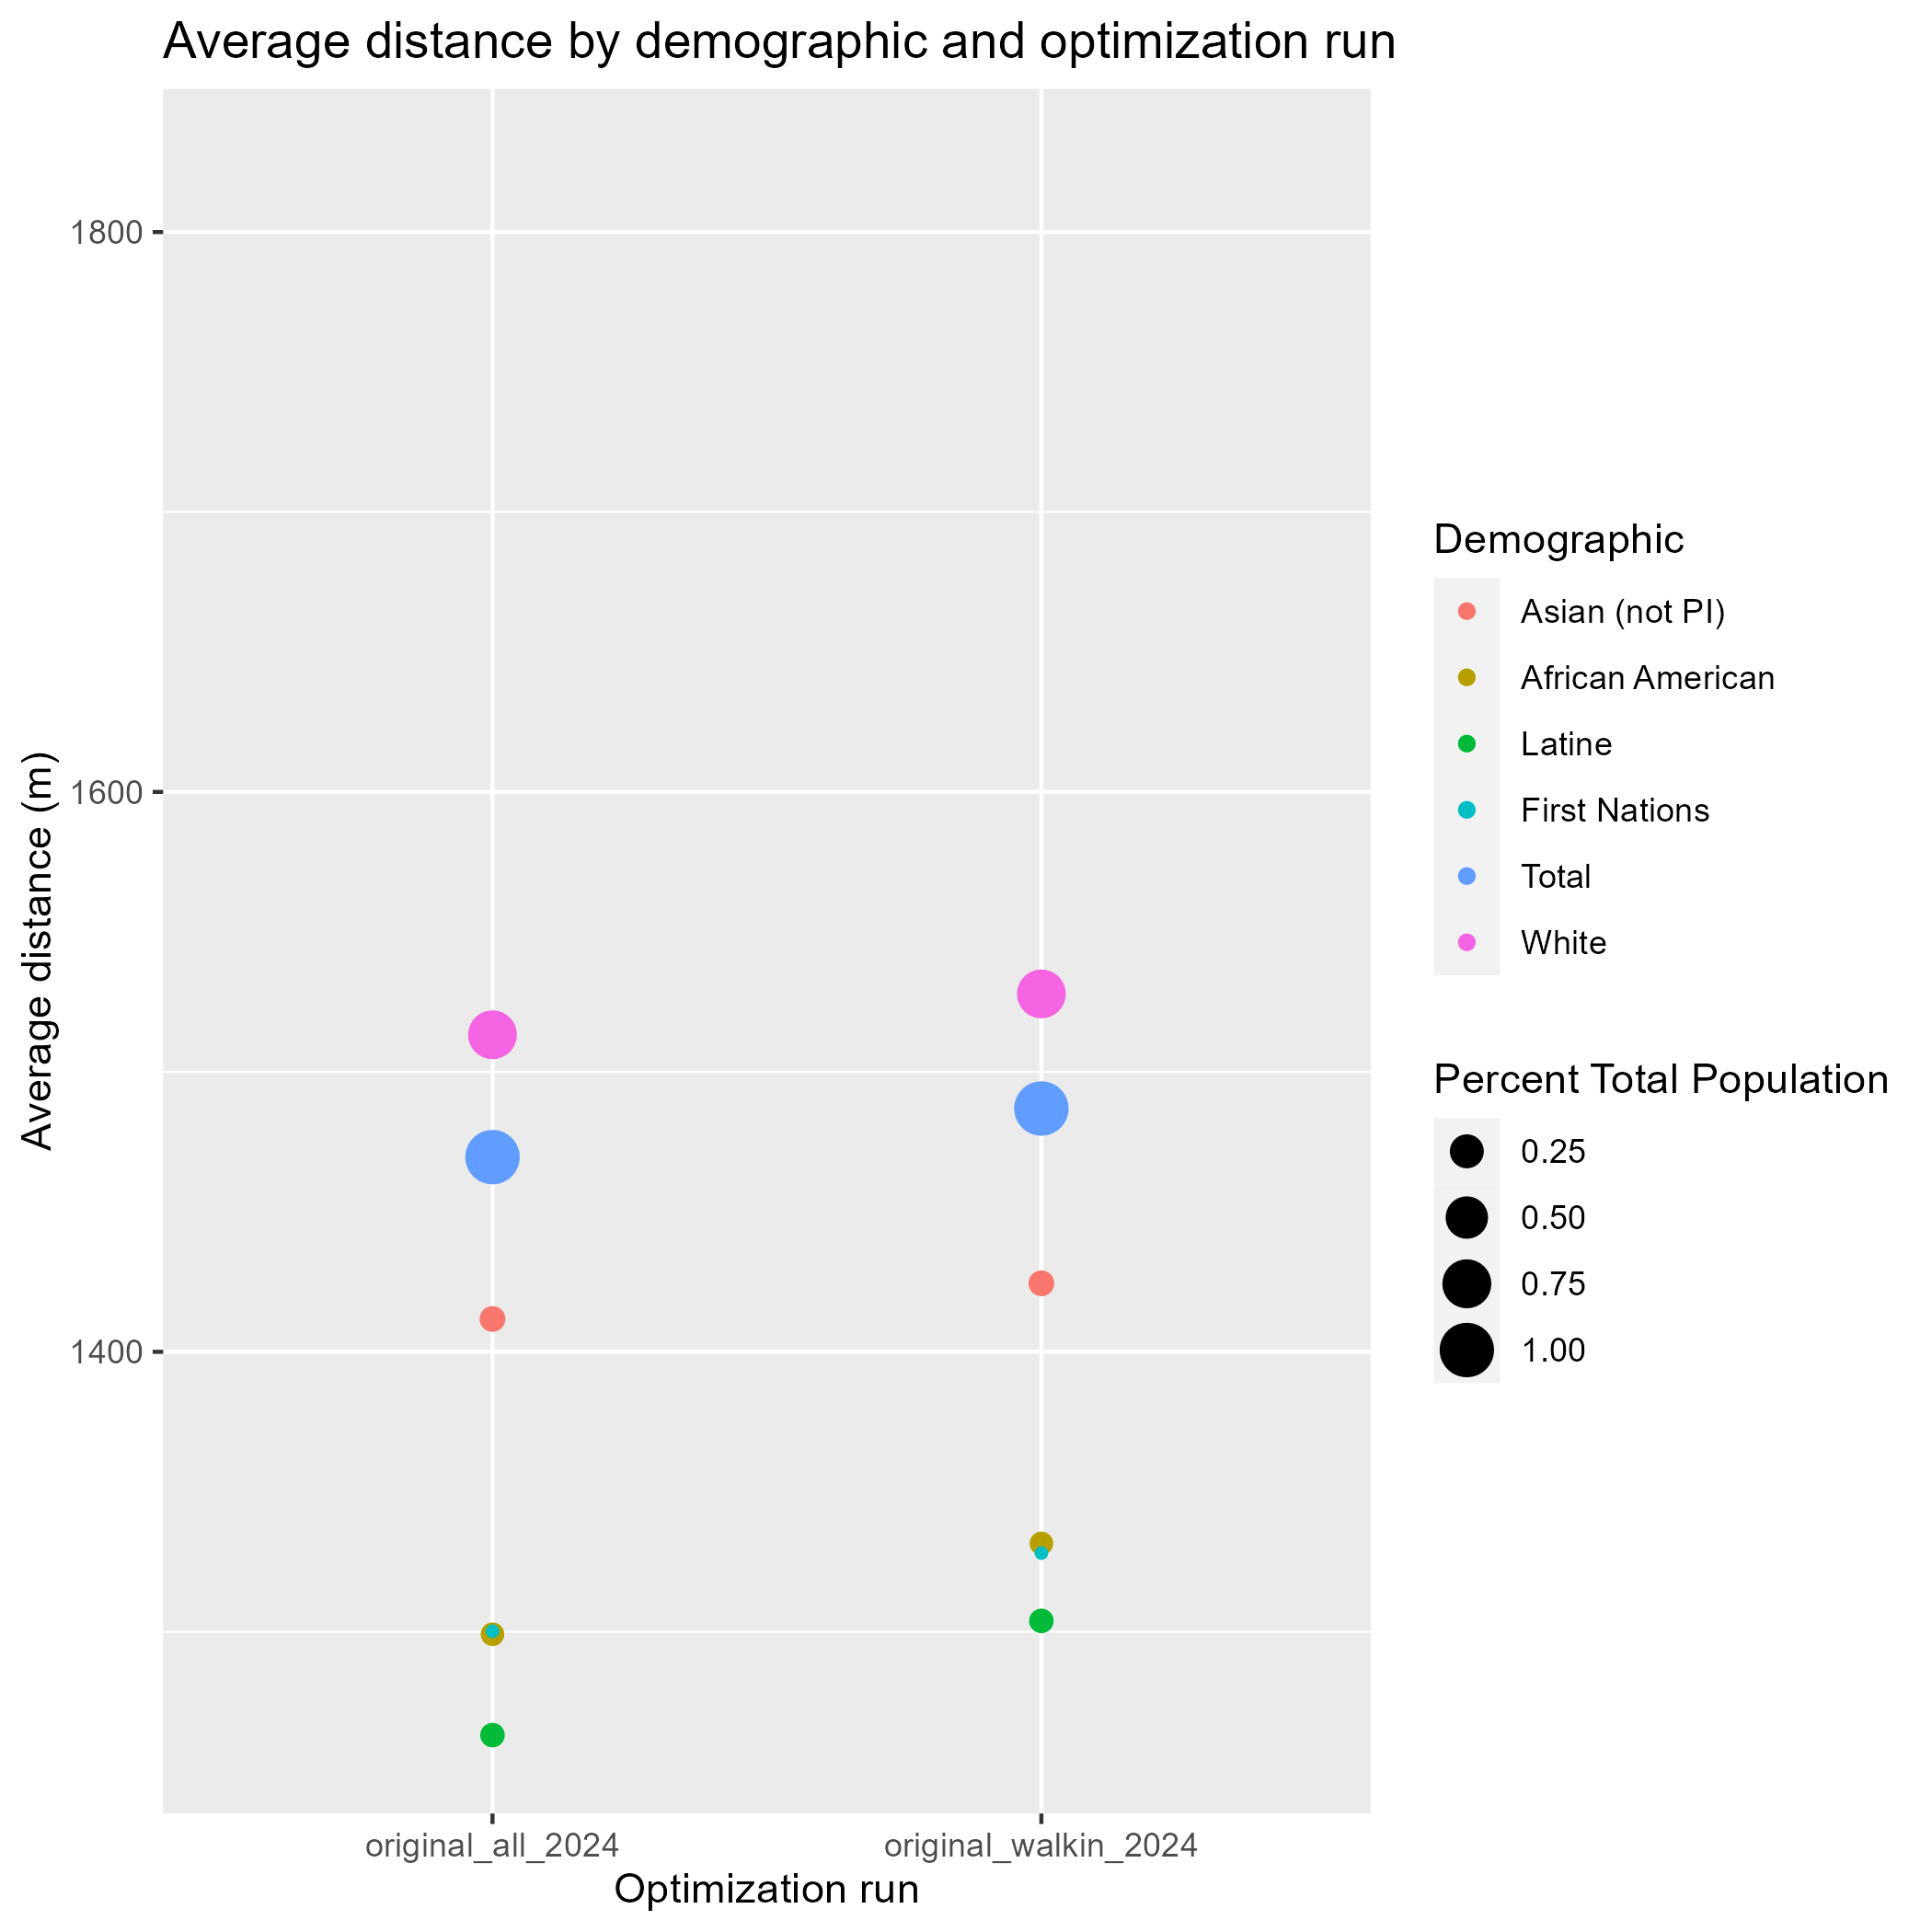 Average distance by demographic and optimization run
Average distance (m)
1800
1600
1400
original_all_2024
original_walkin_2024
Optimization run
Demographic
Asian (not PI)
African American
Latine
First Nations
Total
White
Percent Total Population
0.25
0.50
0.75
1.00